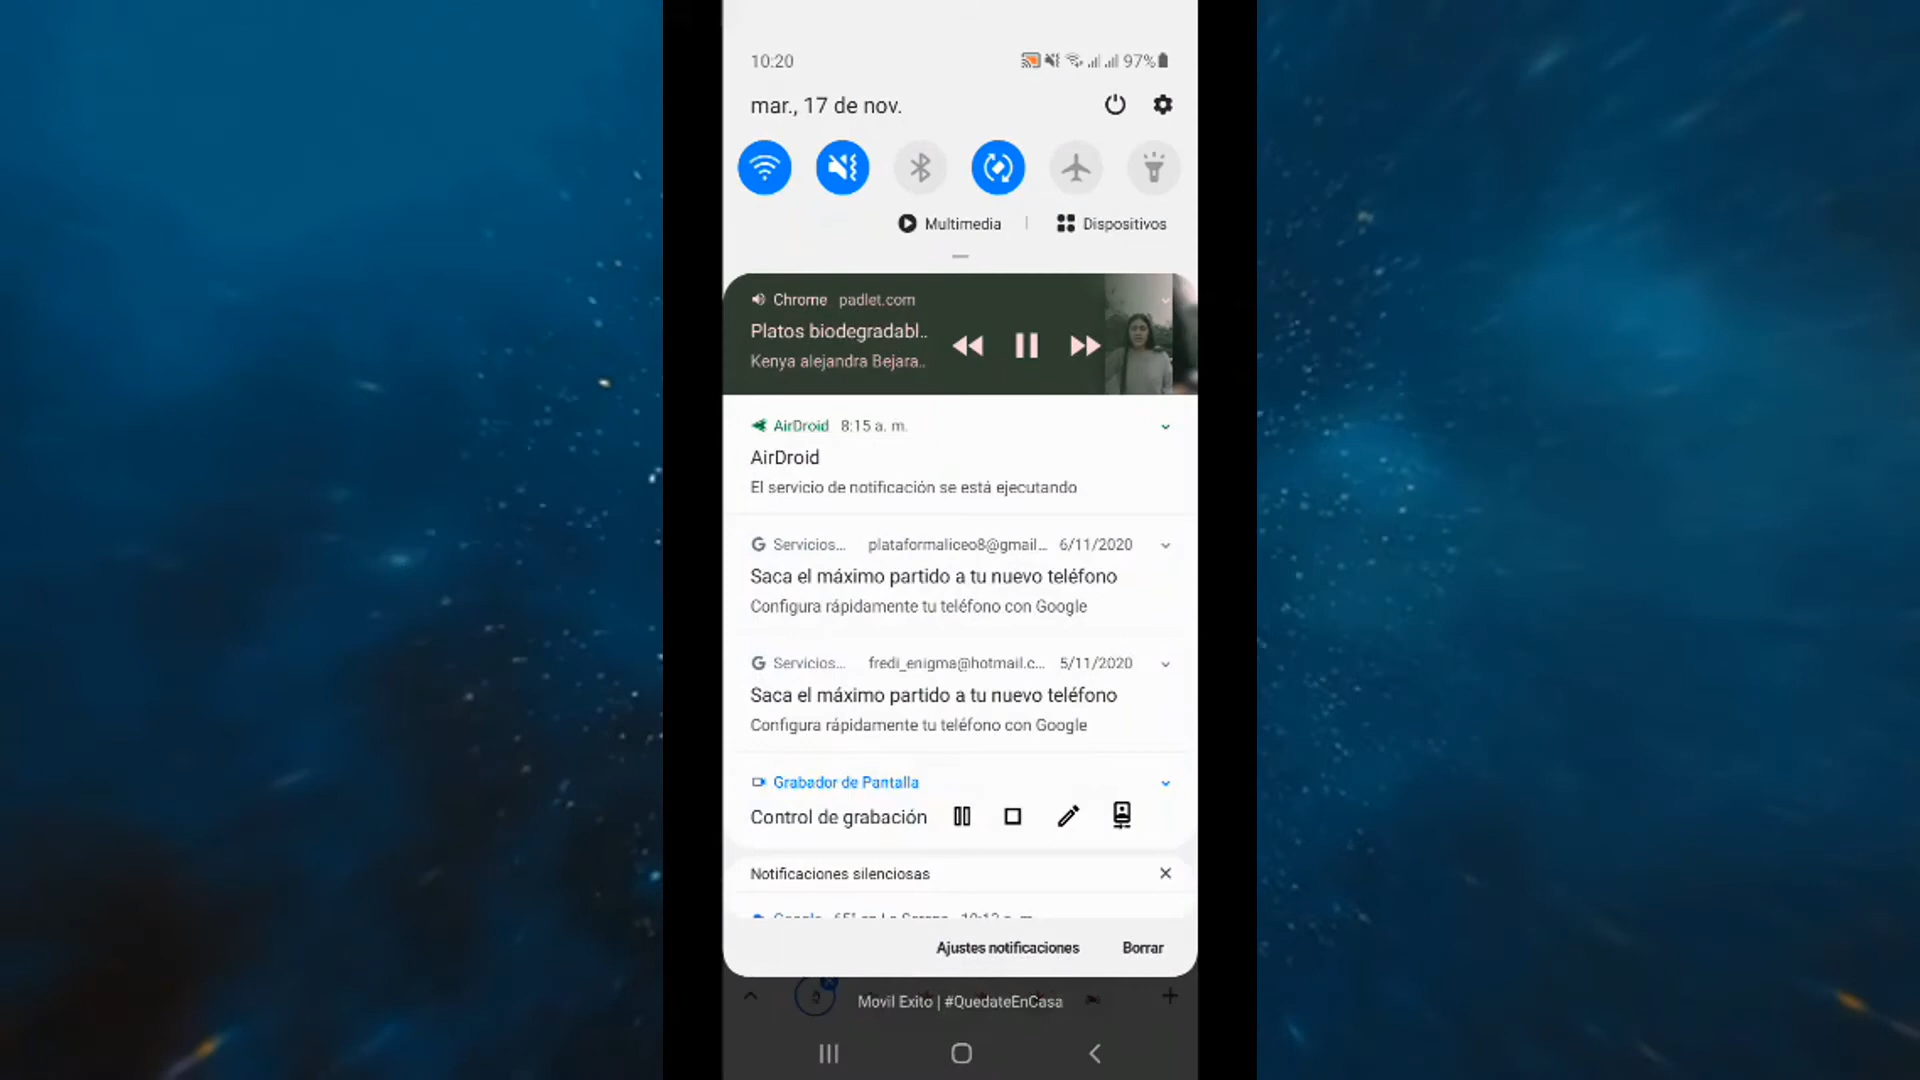 10:20
97%
mar., 17 de nov.
Multimedia | Dispositivos
Chrome padlet.com
Platos biodegradabl..
Kenya alejandra Bejara..
AirDroid 8:15 a. m.
AirDroid
El servicio de notificación se está ejecutando
Servicios... plataformaliceo8@gmail... 6/11/2020
Saca el máximo partido a tu nuevo teléfono
Configura rápidamente tu teléfono con Google
Servicios... fredi_enigma@hotmail.c... 5/11/2020
Saca el máximo partido a tu nuevo teléfono
Configura rápidamente tu teléfono con Google
Grabador de Pantalla
Control de grabación
Notificaciones silenciosas
Ajustes notificaciones Borrar
Movil Exito | #QuedateEnCasa